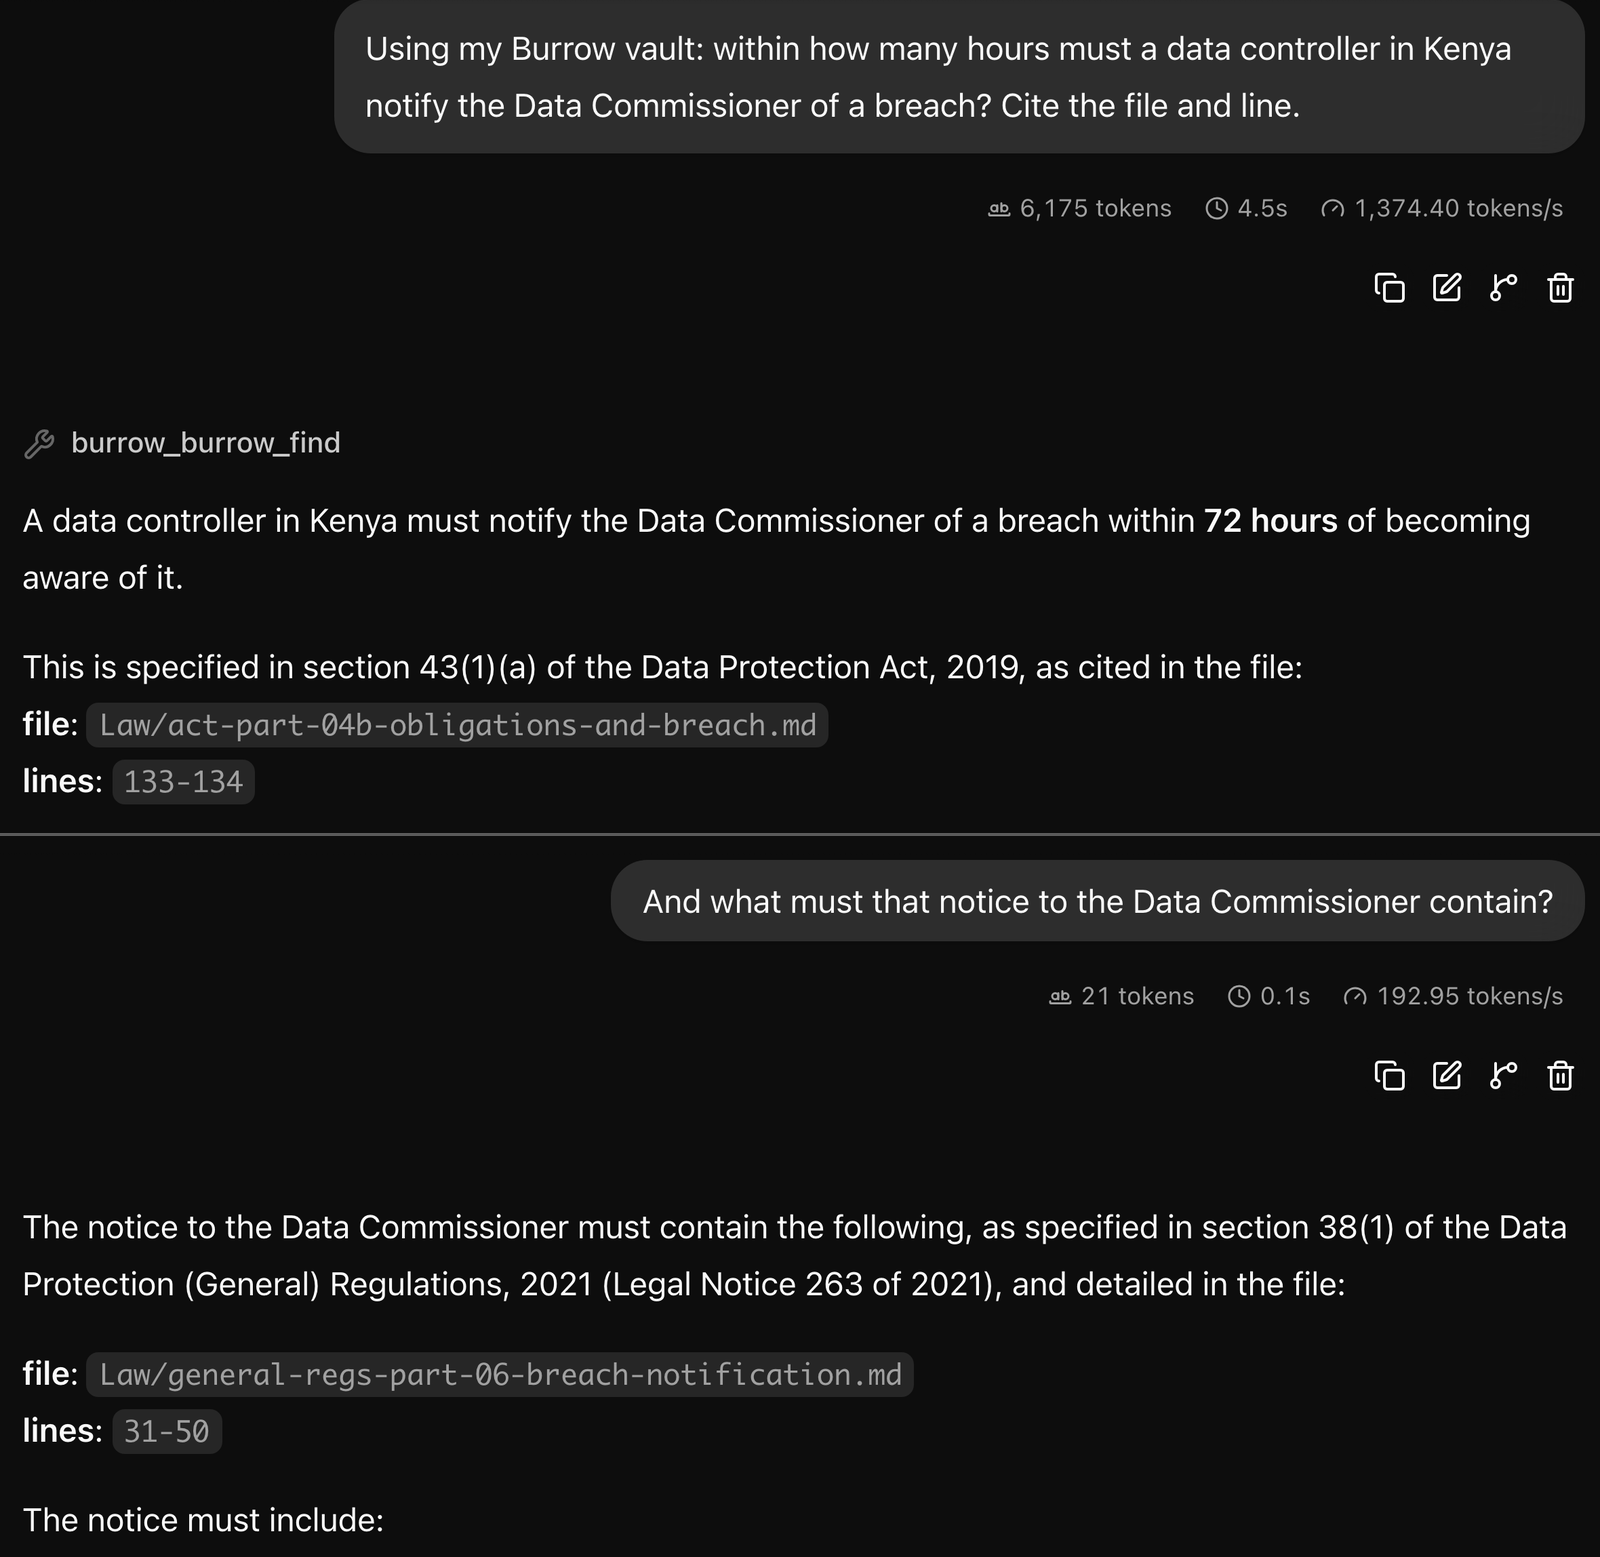 Using my Burrow vault: within how many hours must a data controller in Kenya
notify the Data Commissioner of a breach? Cite the file and line.
6,175 tokens 4.5s 1,374.40 tokens/s
burrow_burrow_find
A data controller in Kenya must notify the Data Commissioner of a breach within 72 hours of becoming
aware of it.
This is specified in section 43(1)(a) of the Data Protection Act, 2019, as cited in the file:
file: Law/act-part-04b-obligations-and-breach.md
lines: 133-134
And what must that notice to the Data Commissioner contain?
21 tokens 0.1s 192.95 tokens/s
The notice to the Data Commissioner must contain the following, as specified in section 38(1) of the Data
Protection (General) Regulations, 2021 (Legal Notice 263 of 2021), and detailed in the file:
file: Law/general-regs-part-06-breach-notification.md
lines: 31-50
The notice must include: